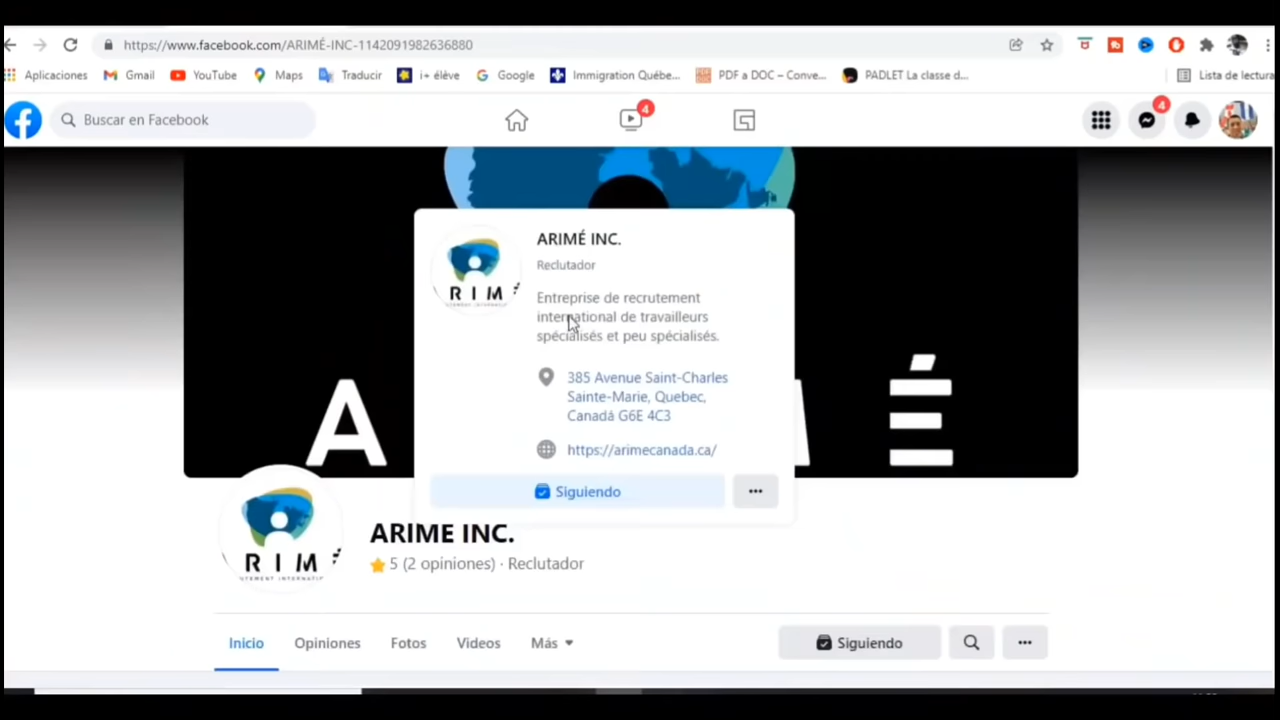 https://www.facebook.com/ARIMÉ-INC-1142091982636880
Aplicaciones
Gmail
YouTube
Maps
Traducir
i+ élève
Google
Immigration Québe...
PDF a DOC – Conve...
PADLET La classe d...
Lista de lectura
Buscar en Facebook
4
4
ARIMÉ INC.
Reclutador
Entreprise de recrutement
international de travailleurs
spécialisés et peu spécialisés.
385 Avenue Saint-Charles
Sainte-Marie, Quebec,
Canadá G6E 4C3
https://arimecanada.ca/
Siguiendo
R I M
A É
R I M
ARIME INC.
5 (2 opiniones) · Reclutador
Inicio
Opiniones
Fotos
Videos
Más
Siguiendo